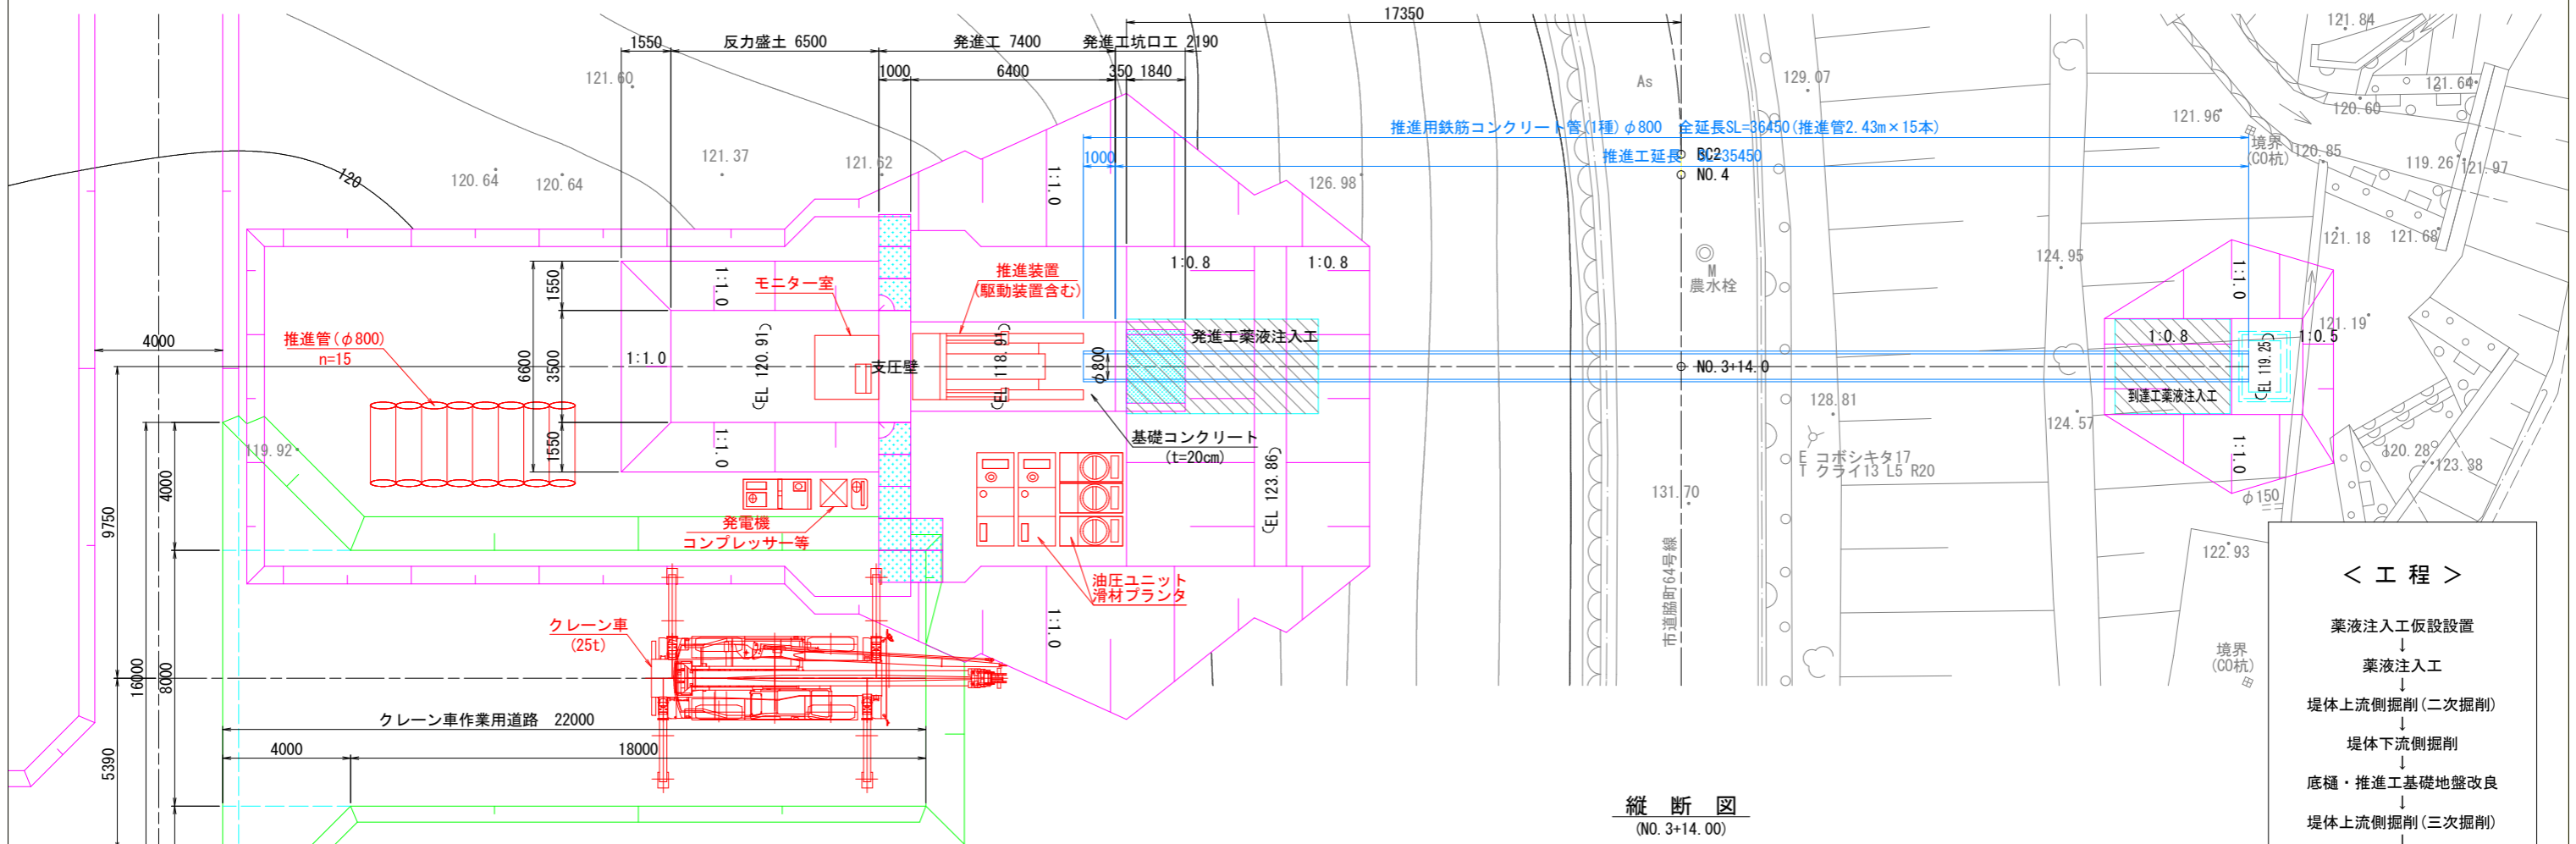 17350
1550
反力盛土 6500
発進工 7400
発進工坑口工 2190
1000
6400
350
1840
121.60
121.37
121.62
120.64
120.64
120
119.92
126.98
As
129.07
121.84
121.64
120.60
121.96
境界
(CO杭)
120.85
119.26
121.97
推進用鉄筋コンクリート管(1種)φ800 全延長SL=36450(推進管2.43m×15本)
1000
推進工延長 SL=35450
BC2
NO.4
1:1.0
1:0.8
1:0.8
M
農水栓
124.95
121.18
121.68
121.19
1:1.0
推進装置
(駆動装置含む)
モニター室
1:1.0
1550
6600
3500
1550
4000
推進管(φ800)
n=15
1:1.0
(EL 120.91)
支圧壁
(EL 118.91)
φ800
発進工薬液注入工
NO.3+14.0
1:0.8
(EL 119.25)
1:0.5
到達工薬液注入工
128.81
124.57
1:1.0
基礎コンクリート
(t=20cm)
(EL 123.86)
1:1.0
E コボシキタ17
T クライ13 L5 R20
131.70
120.28
123.38
φ150
122.93
発電機
コンプレッサー等
油圧ユニット
滑材プランタ
1:1.0
市道脇町64号線
境界
(CO杭)
クレーン車
(25t)
9750
4000
16000
8000
5390
クレーン車作業用道路 22000
4000
18000
縦断図
(NO.3+14.00)
<工程>
薬液注入工仮設設置
↓
薬液注入工
↓
堤体上流側掘削(二次掘削)
↓
堤体下流側掘削
↓
底樋・推進工基礎地盤改良
↓
堤体上流側掘削(三次掘削)